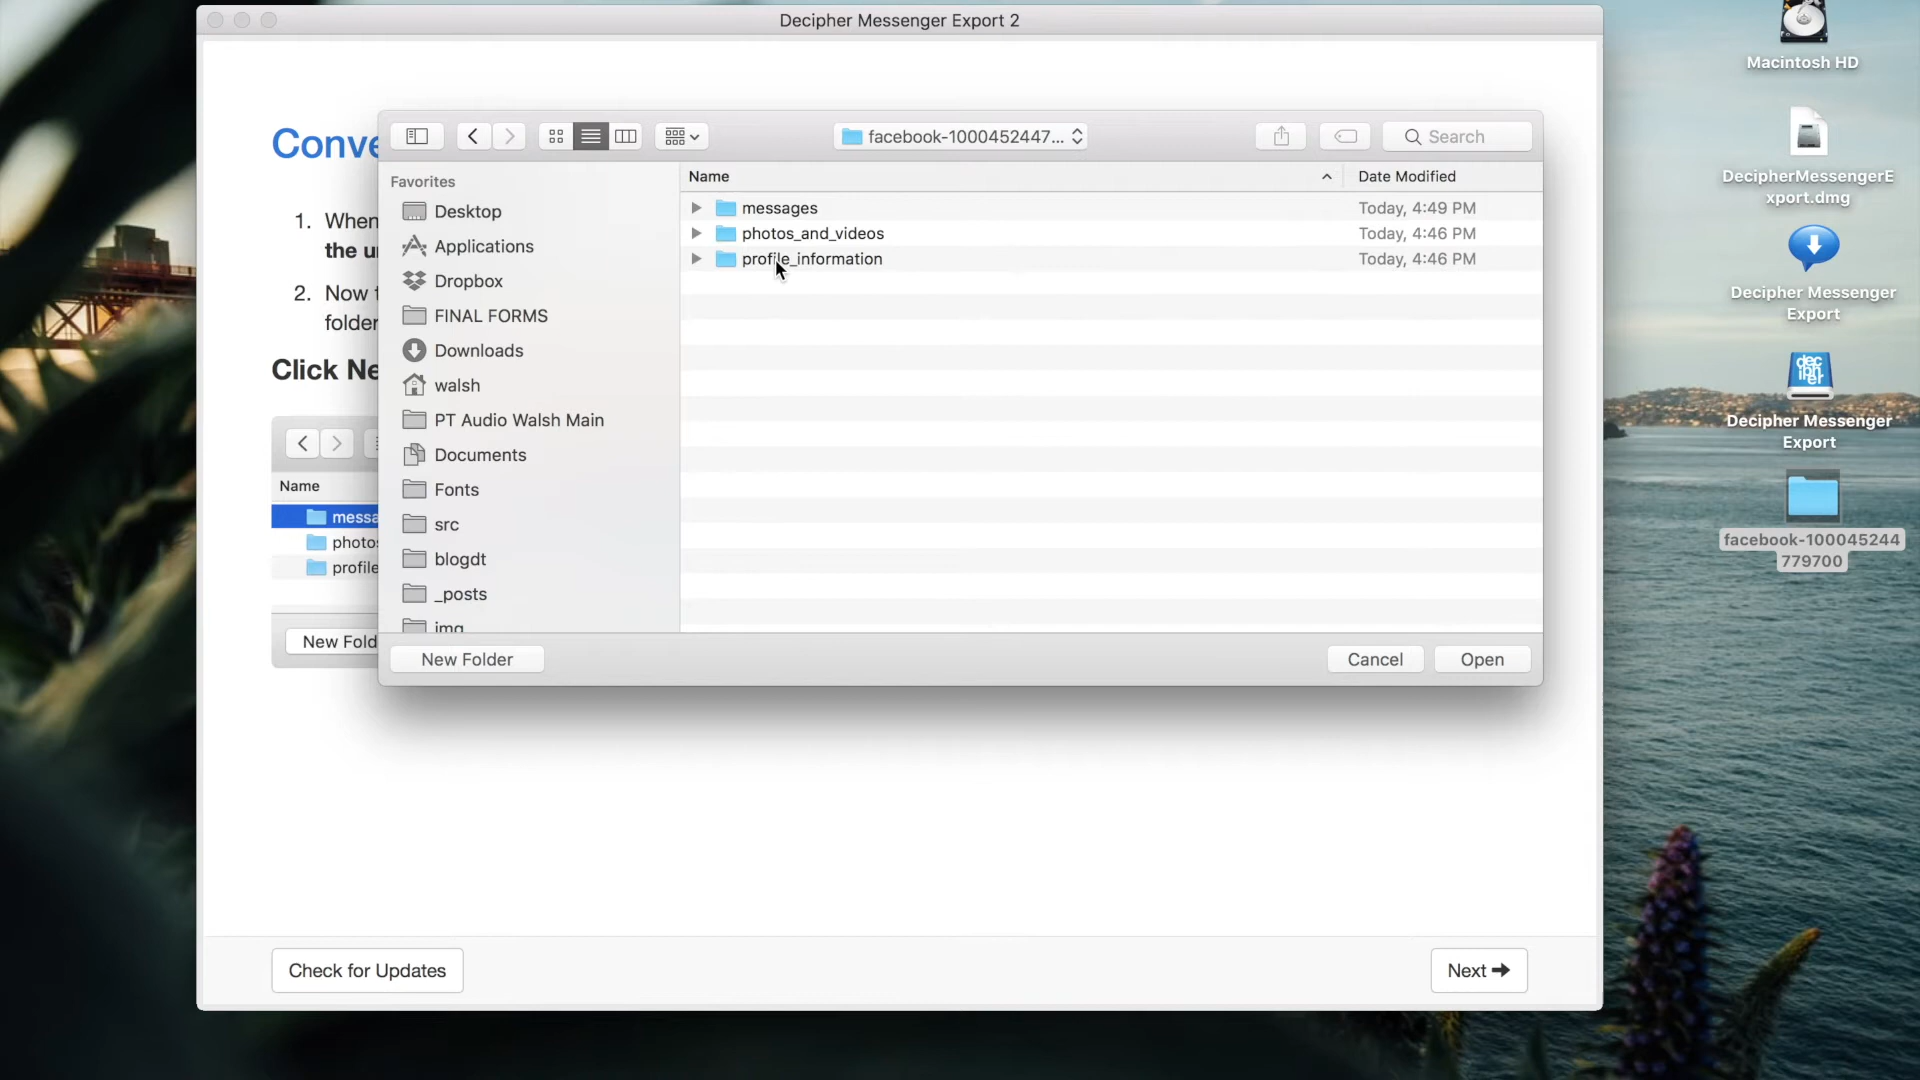 Decipher Messenger Export 2
Macintosh HD
DecipherMessengerE
xport.dmg
Decipher Messenger
Export
decipher
Decipher Messenger
Export
facebook-100045244
779700
Conve
1. When
the u
2. Now t
folder
Click Ne
Name
messa
photo
profile
New Fold
facebook-1000452447...
Search
Favorites
Desktop
Applications
Dropbox
FINAL FORMS
Downloads
walsh
PT Audio Walsh Main
Documents
Fonts
src
blogdt
_posts
img
Name Date Modified
messages Today, 4:49 PM
photos_and_videos Today, 4:46 PM
profile_information Today, 4:46 PM
New Folder
Cancel Open
Check for Updates
Next